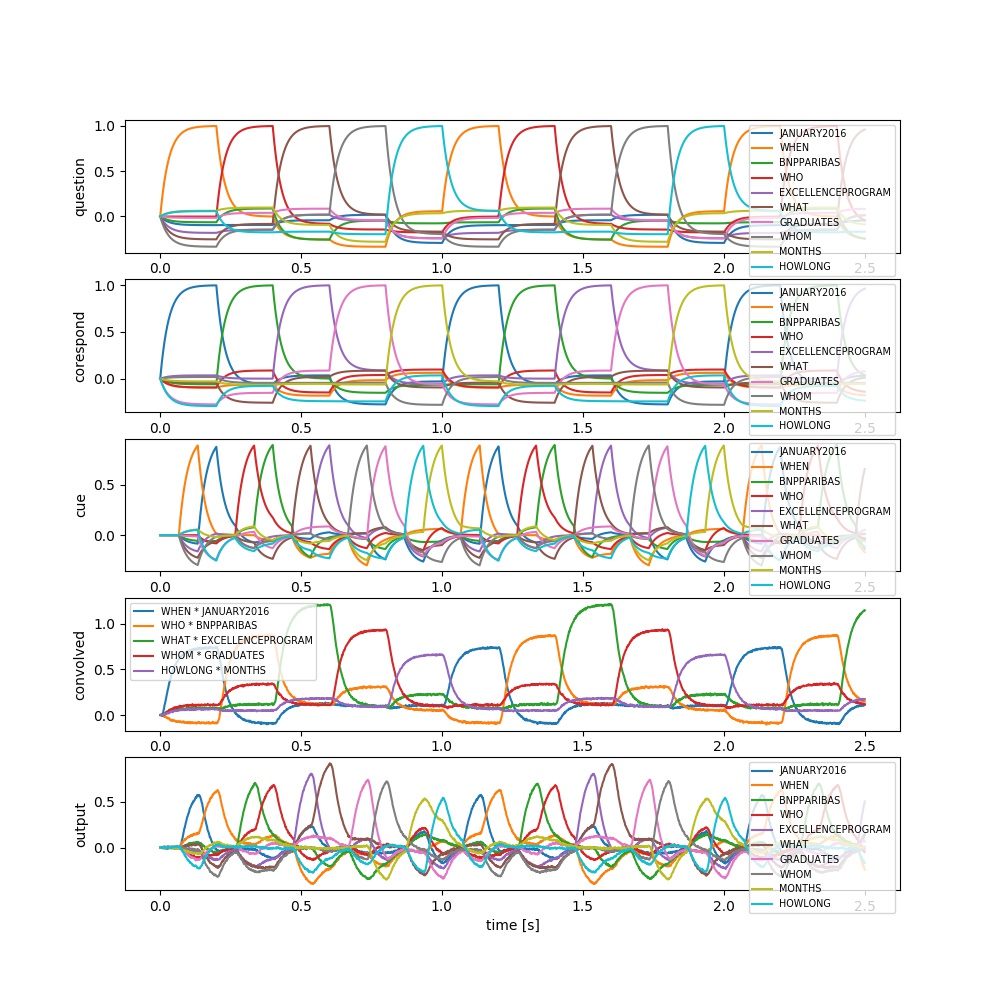 question
1.0
0.5
0.0
JANUARY2016
WHEN
BNPPARIBAS
WHO
EXCELLENCEPROGRAM
WHAT
GRADUATES
WHOM
MONTHS
HOWLONG
0.0 0.5 1.0 1.5 2.0 2.5
correspond
1.0
0.5
0.0
JANUARY2016
WHEN
BNPPARIBAS
WHO
EXCELLENCEPROGRAM
WHAT
GRADUATES
WHOM
MONTHS
HOWLONG
0.0 0.5 1.0 1.5 2.0 2.5
cue
0.5
0.0
JANUARY2016
WHEN
BNPPARIBAS
WHO
EXCELLENCEPROGRAM
WHAT
GRADUATES
WHOM
MONTHS
HOWLONG
0.0 0.5 1.0 1.5 2.0 2.5
convolved
1.0
0.5
0.0
WHEN * JANUARY2016
WHO * BNPPARIBAS
WHAT * EXCELLENCEPROGRAM
WHOM * GRADUATES
HOWLONG * MONTHS
0.0 0.5 1.0 1.5 2.0 2.5
output
0.5
0.0
JANUARY2016
WHEN
BNPPARIBAS
WHO
EXCELLENCEPROGRAM
WHAT
GRADUATES
WHOM
MONTHS
HOWLONG
0.0 0.5 1.0 1.5 2.0 2.5
time [s]